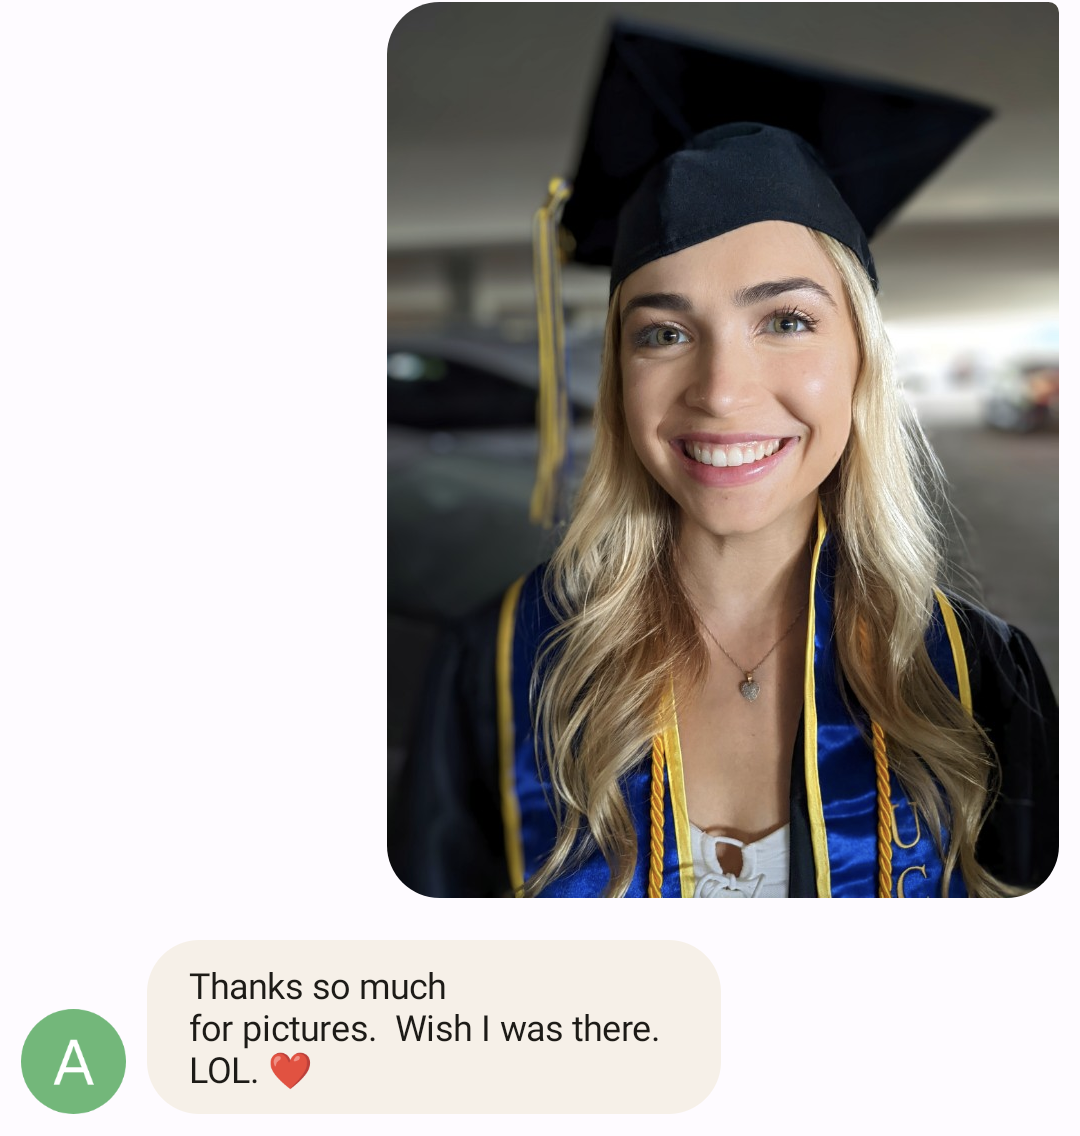 U
C
Thanks so much
for pictures.  Wish I was there.
LOL. ❤️
A